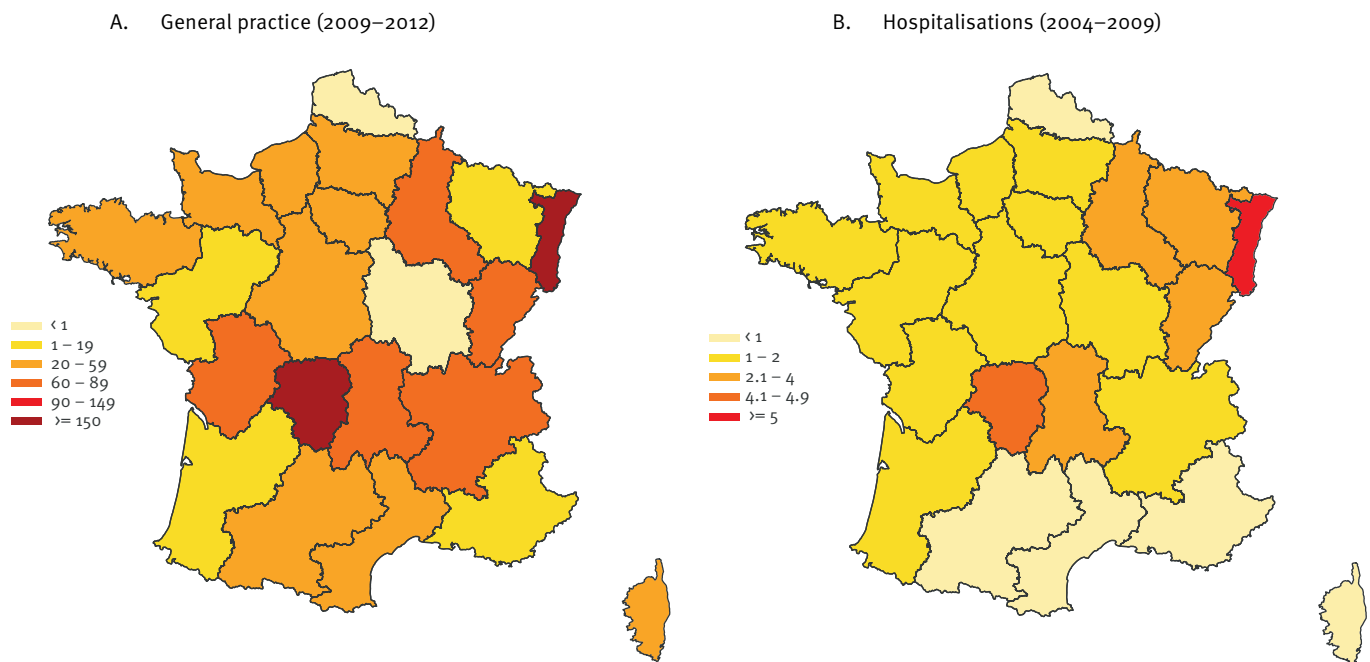 A. General practice (2009–2012)
B. Hospitalisations (2004–2009)
< 1
1 – 19
20 – 59
60 – 89
90 – 149
>= 150
< 1
1 – 2
2.1 – 4
4.1 – 4.9
>= 5